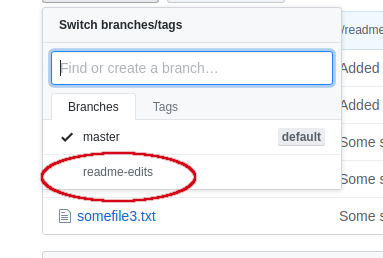 Switch branches/tags
/readme
Find or create a branch…
Added
Branches Tags
Added
master default
Some s
readme-edits
Some s
somefile3.txt
Some s